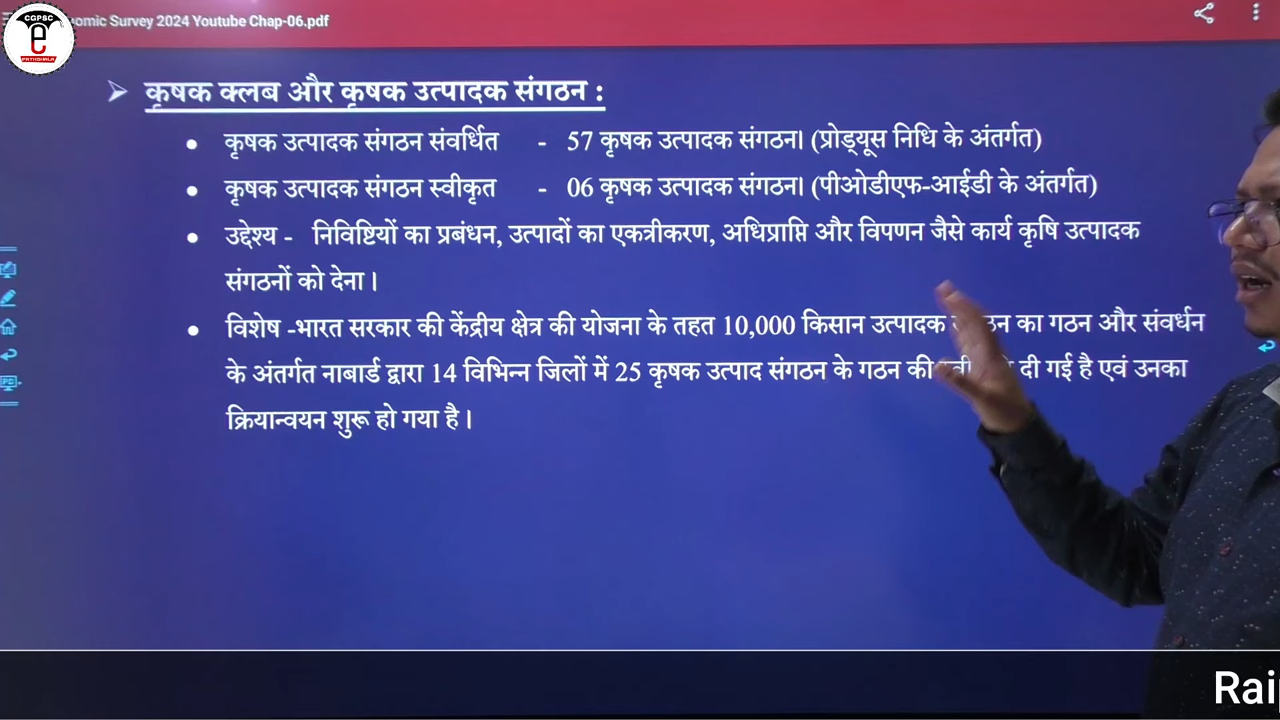 CGPSC
e
PATHSHALA
omic Survey 2024 Youtube Chap-06.pdf
कृषक क्लब और कृषक उत्पादक संगठन :
कृषक उत्पादक संगठन संवर्धित - 57 कृषक उत्पादक संगठन। (प्रोड्यूस निधि के अंतर्गत)
कृषक उत्पादक संगठन स्वीकृत - 06 कृषक उत्पादक संगठन। (पीओडीएफ-आईडी के अंतर्गत)
उद्देश्य - निविष्टियों का प्रबंधन, उत्पादों का एकत्रीकरण, अधिप्राप्ति और विपणन जैसे कार्य कृषि उत्पादक
संगठनों को देना।
विशेष -भारत सरकार की केंद्रीय क्षेत्र की योजना के तहत 10,000 किसान उत्पादक का गठन और संवर्धन
के अंतर्गत नाबार्ड द्वारा 14 विभिन्न जिलों में 25 कृषक उत्पाद संगठन के गठन की दी गई है एवं उनका
क्रियान्वयन शुरू हो गया है।
Rai